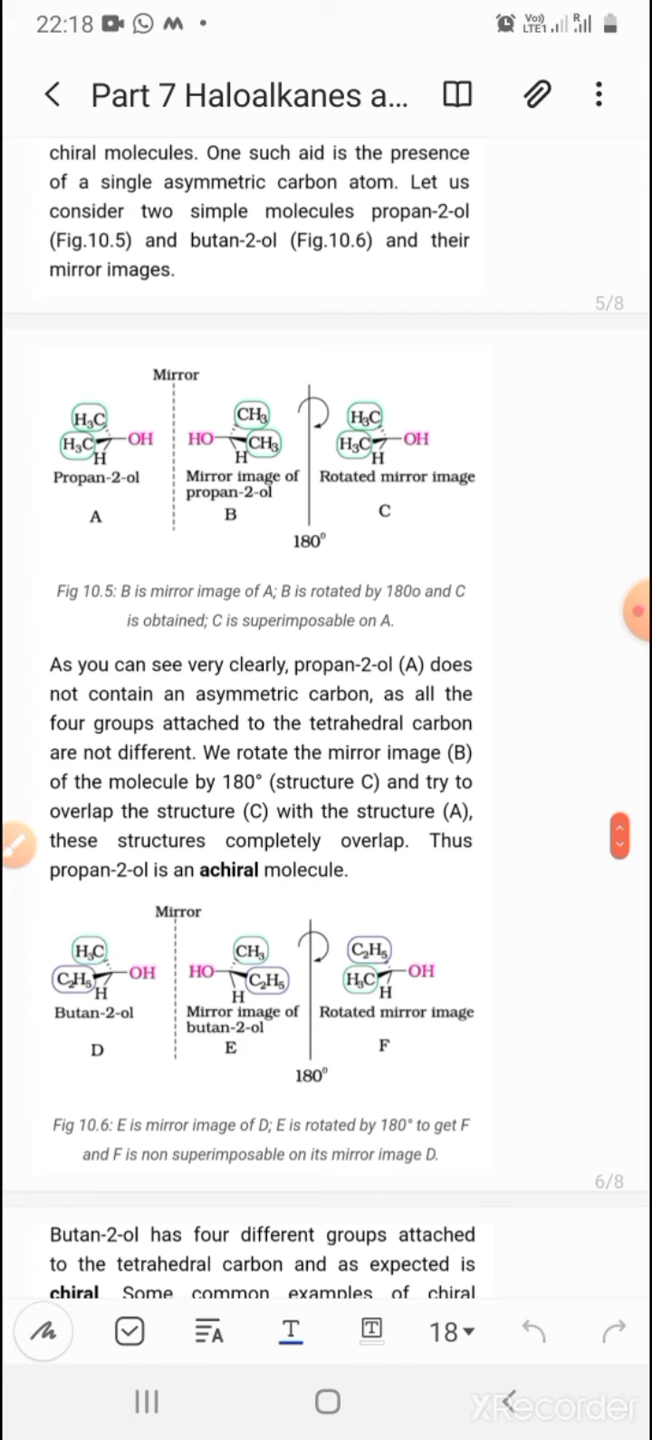 22:18
Vo)) LTE1 R
Part 7 Haloalkanes a...
chiral molecules. One such aid is the presence
of a single asymmetric carbon atom. Let us
consider two simple molecules propan-2-ol
(Fig.10.5) and butan-2-ol (Fig.10.6) and their
mirror images.
5/8
Mirror
H₃C CH₃ H₃C
H₃C OH HO CH₃ H₃C OH
H H H
Propan-2-ol Mirror image of propan-2-ol Rotated mirror image
A B C
180°
Fig 10.5: B is mirror image of A; B is rotated by 180o and C
is obtained; C is superimposable on A.
As you can see very clearly, propan-2-ol (A) does
not contain an asymmetric carbon, as all the
four groups attached to the tetrahedral carbon
are not different. We rotate the mirror image (B)
of the molecule by 180° (structure C) and try to
overlap the structure (C) with the structure (A),
these structures completely overlap. Thus
propan-2-ol is an achiral molecule.
Mirror
H₃C CH₃ C₂H₅
C₂H₅ OH HO C₂H₅ H₃C OH
H H H
Butan-2-ol Mirror image of butan-2-ol Rotated mirror image
D E F
180°
Fig 10.6: E is mirror image of D; E is rotated by 180° to get F
and F is non superimposable on its mirror image D.
6/8
Butan-2-ol has four different groups attached
to the tetrahedral carbon and as expected is
chiral. Some common examples of chiral
A T T 18
XRecorder